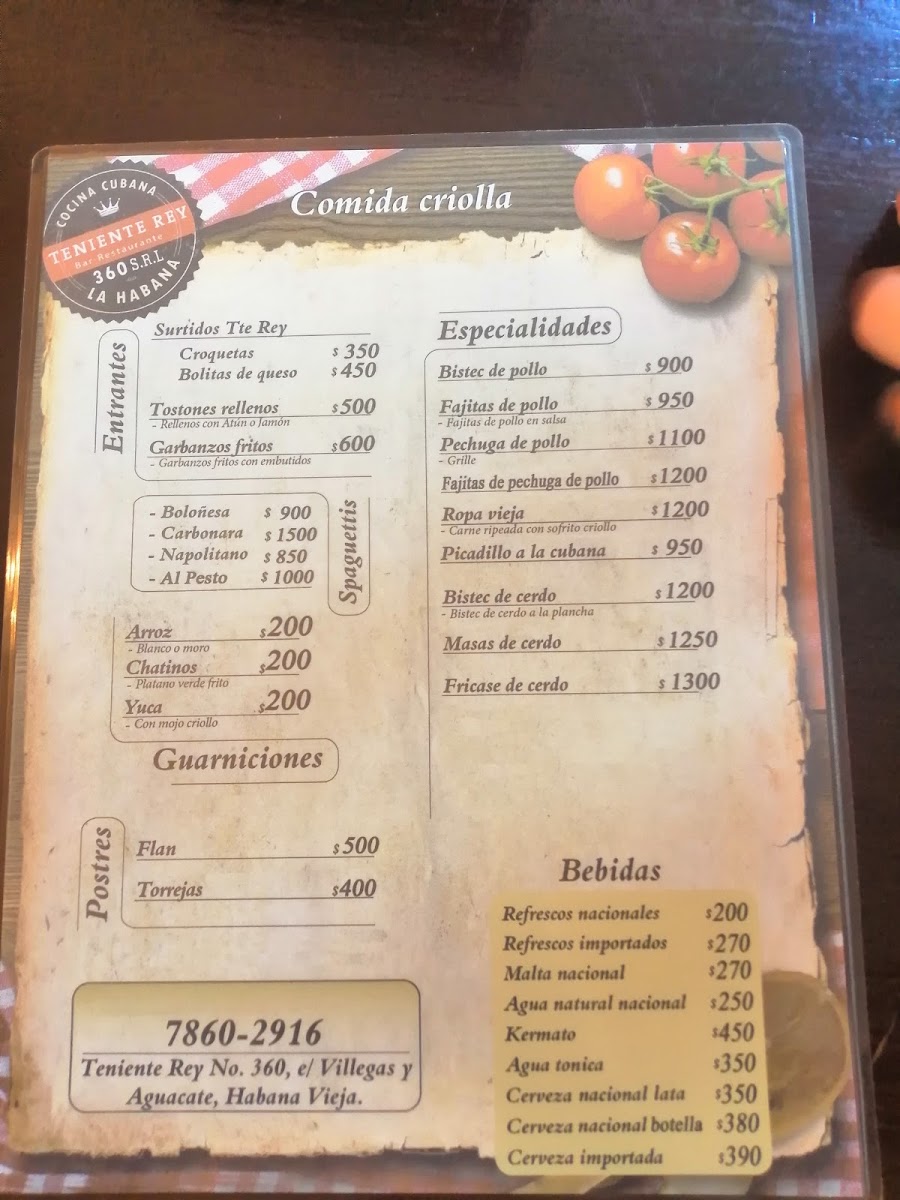 COCINA CUBANA
TENIENTE REY
Bar Restaurante
360 S.R.L
LA HABANA
Comida criolla
Entrantes
Surtidos Tte Rey
Croquetas $ 350
Bolitas de queso $ 450
Tostones rellenos $500
- Rellenos con Atún o Jamón
Garbanzos fritos $600
- Garbanzos fritos con embutidos
Spaguettis
- Boloñesa $ 900
- Carbonara $ 1500
- Napolitano $ 850
- Al Pesto $ 1000
Arroz $200
- Blanco o moro
Chatinos $200
- Platano verde frito
Yuca $200
- Con mojo criollo
Guarniciones
Postres
Flan $500
Torrejas $400
7860-2916
Teniente Rey No. 360, e/ Villegas y
Aguacate, Habana Vieja.
Especialidades
Bistec de pollo $ 900
Fajitas de pollo $ 950
- Fajitas de pollo en salsa
Pechuga de pollo $ 1100
- Grille
Fajitas de pechuga de pollo $ 1200
Ropa vieja $ 1200
- Carne ripeada con sofrito criollo
Picadillo a la cubana $ 950
Bistec de cerdo $ 1200
- Bistec de cerdo a la plancha
Masas de cerdo $ 1250
Fricase de cerdo $ 1300
Bebidas
Refrescos nacionales $200
Refrescos importados $270
Malta nacional $270
Agua natural nacional $250
Kermato $450
Agua tonica $350
Cerveza nacional lata $350
Cerveza nacional botella $380
Cerveza importada $390